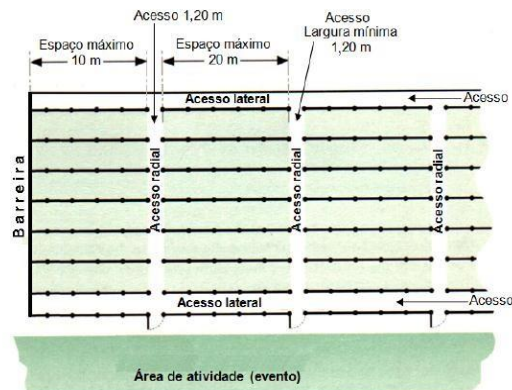 Acesso 1,20 m
Acesso
Largura mínima
1,20 m
Espaço máximo
10 m
Espaço máximo
20 m
Acesso lateral
Acesso
Barreira
Acesso radial
Acesso radial
Acesso radial
Acesso lateral
Acesso
Área de atividade (evento)